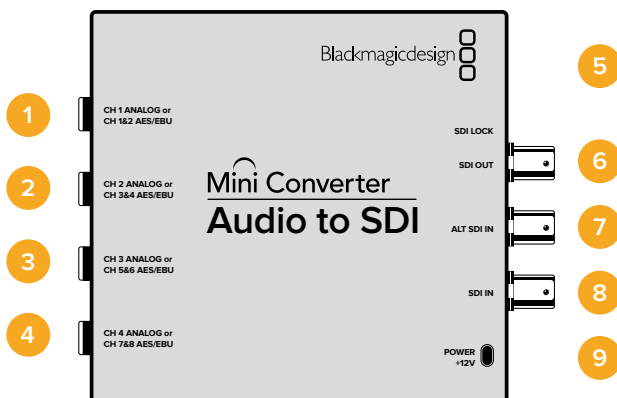 Blackmagicdesign
5
1
CH 1 ANALOG or
CH 1&2 AES/EBU
SDI LOCK
SDI OUT
6
2
CH 2 ANALOG or
CH 3&4 AES/EBU
Mini Converter
Audio to SDI
ALT SDI IN
7
3
CH 3 ANALOG or
CH 5&6 AES/EBU
SDI IN
8
4
CH 4 ANALOG or
CH 7&8 AES/EBU
POWER
+12V
9